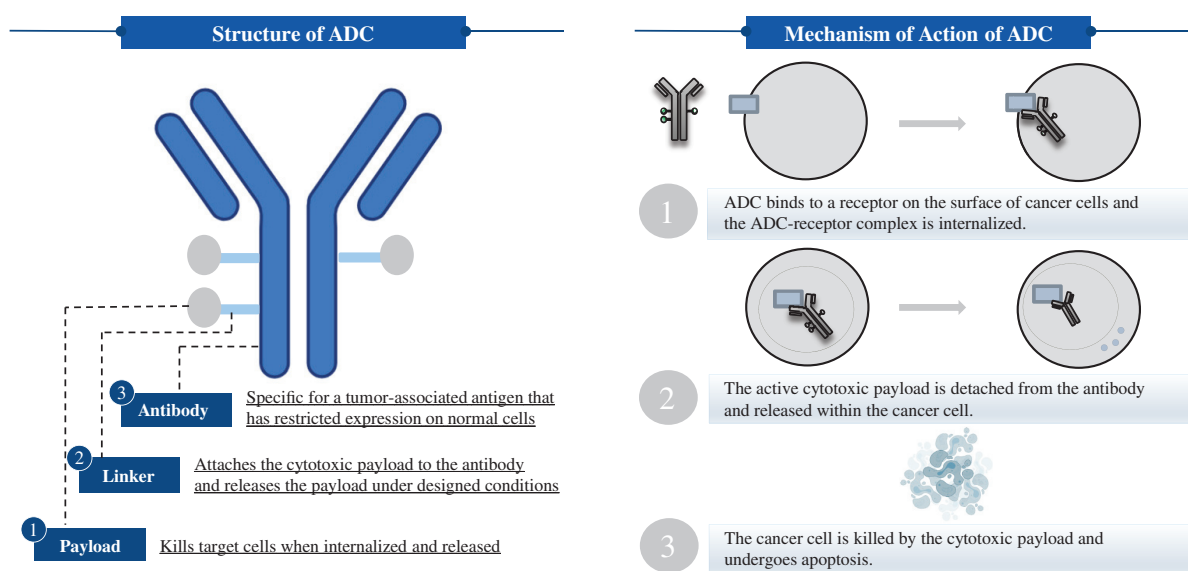 Structure of ADC
3
Antibody
Specific for a tumor-associated antigen that
has restricted expression on normal cells
2
Linker
Attaches the cytotoxic payload to the antibody
and releases the payload under designed conditions
1
Payload
Kills target cells when internalized and released
Mechanism of Action of ADC
1
ADC binds to a receptor on the surface of cancer cells and
the ADC-receptor complex is internalized.
2
The active cytotoxic payload is detached from the antibody
and released within the cancer cell.
3
The cancer cell is killed by the cytotoxic payload and
undergoes apoptosis.